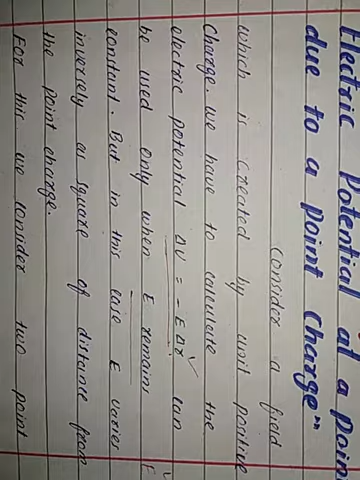 Electric Potential at a Point
due to a point charge"
Consider a field
which is created by unit positive
charge. we have to calculate the
electric potential ΔV = -EΔr can
be used only when E remains
constant. But in this case E varies
inversely as square of distance from
the point charge.
For this we consider two point